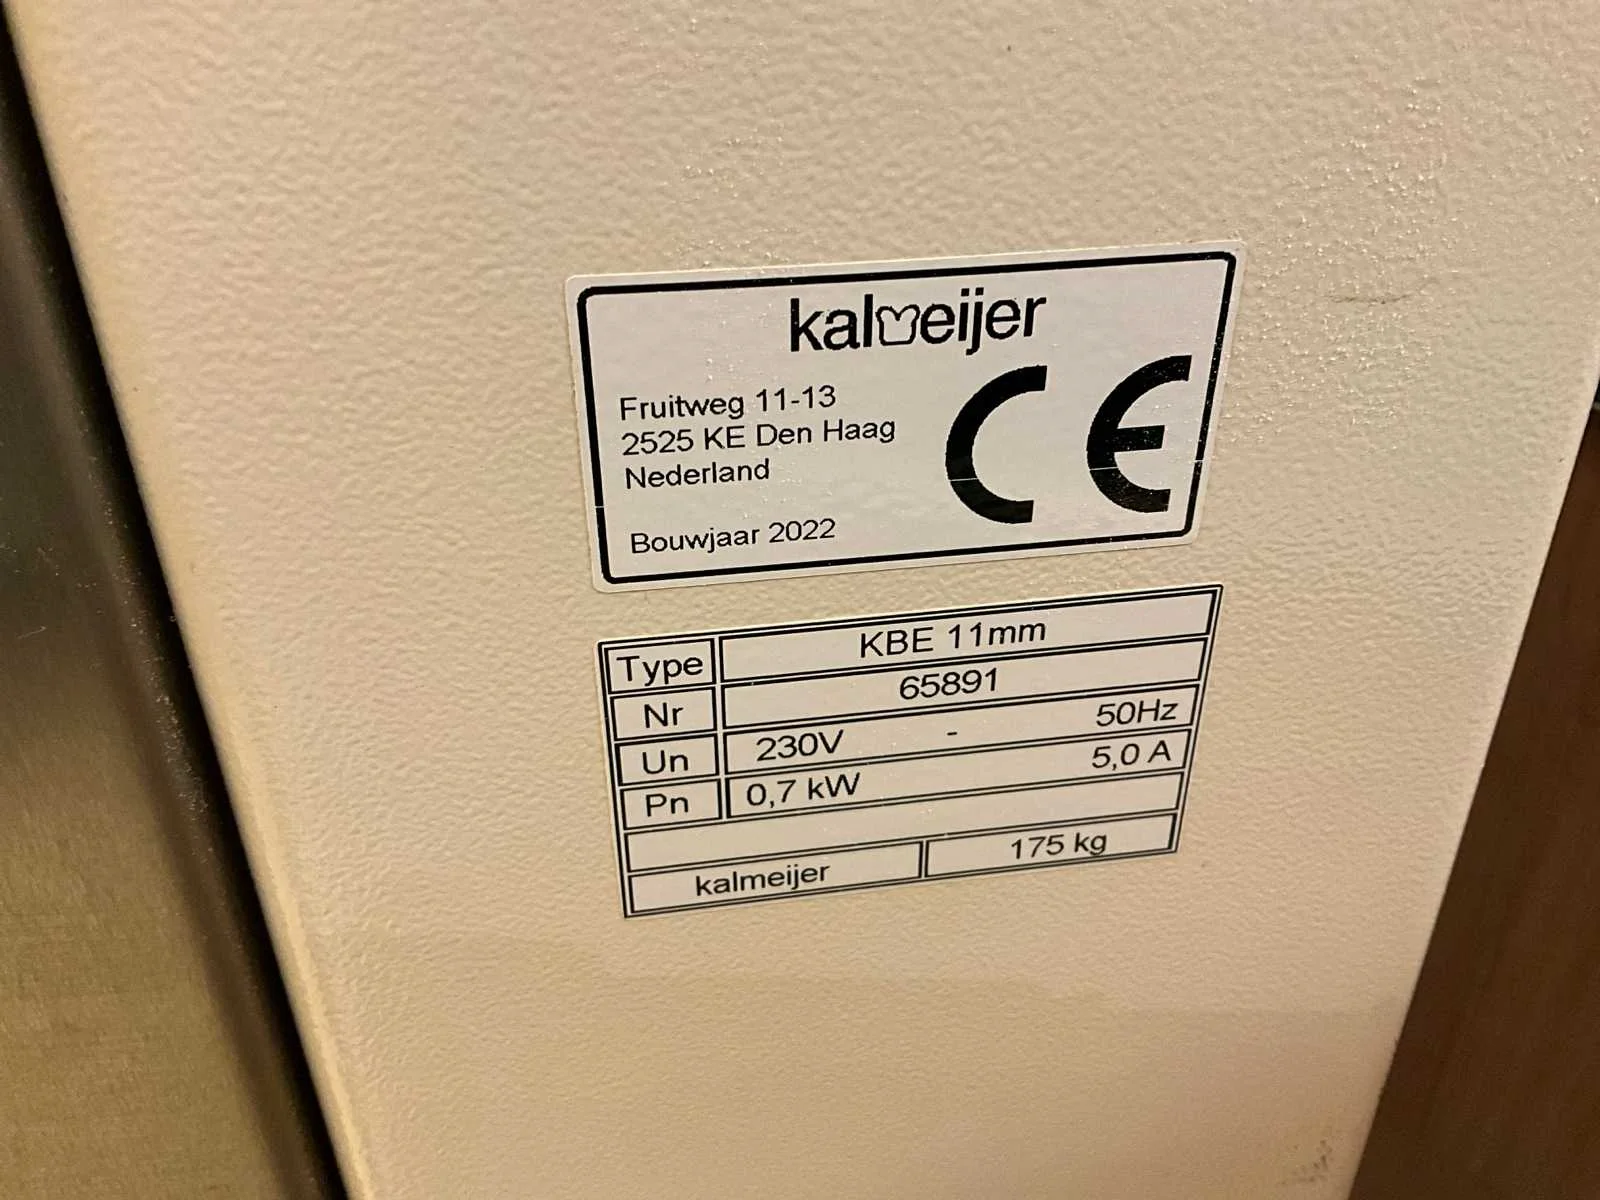 kalmeijer
CE
Fruitweg 11-13
2525 KE Den Haag
Nederland
Bouwjaar 2022
Type KBE 11mm
Nr 65891
Un 230V - 50Hz
Pn 0,7 kW 5,0 A
kalmeijer 175 kg